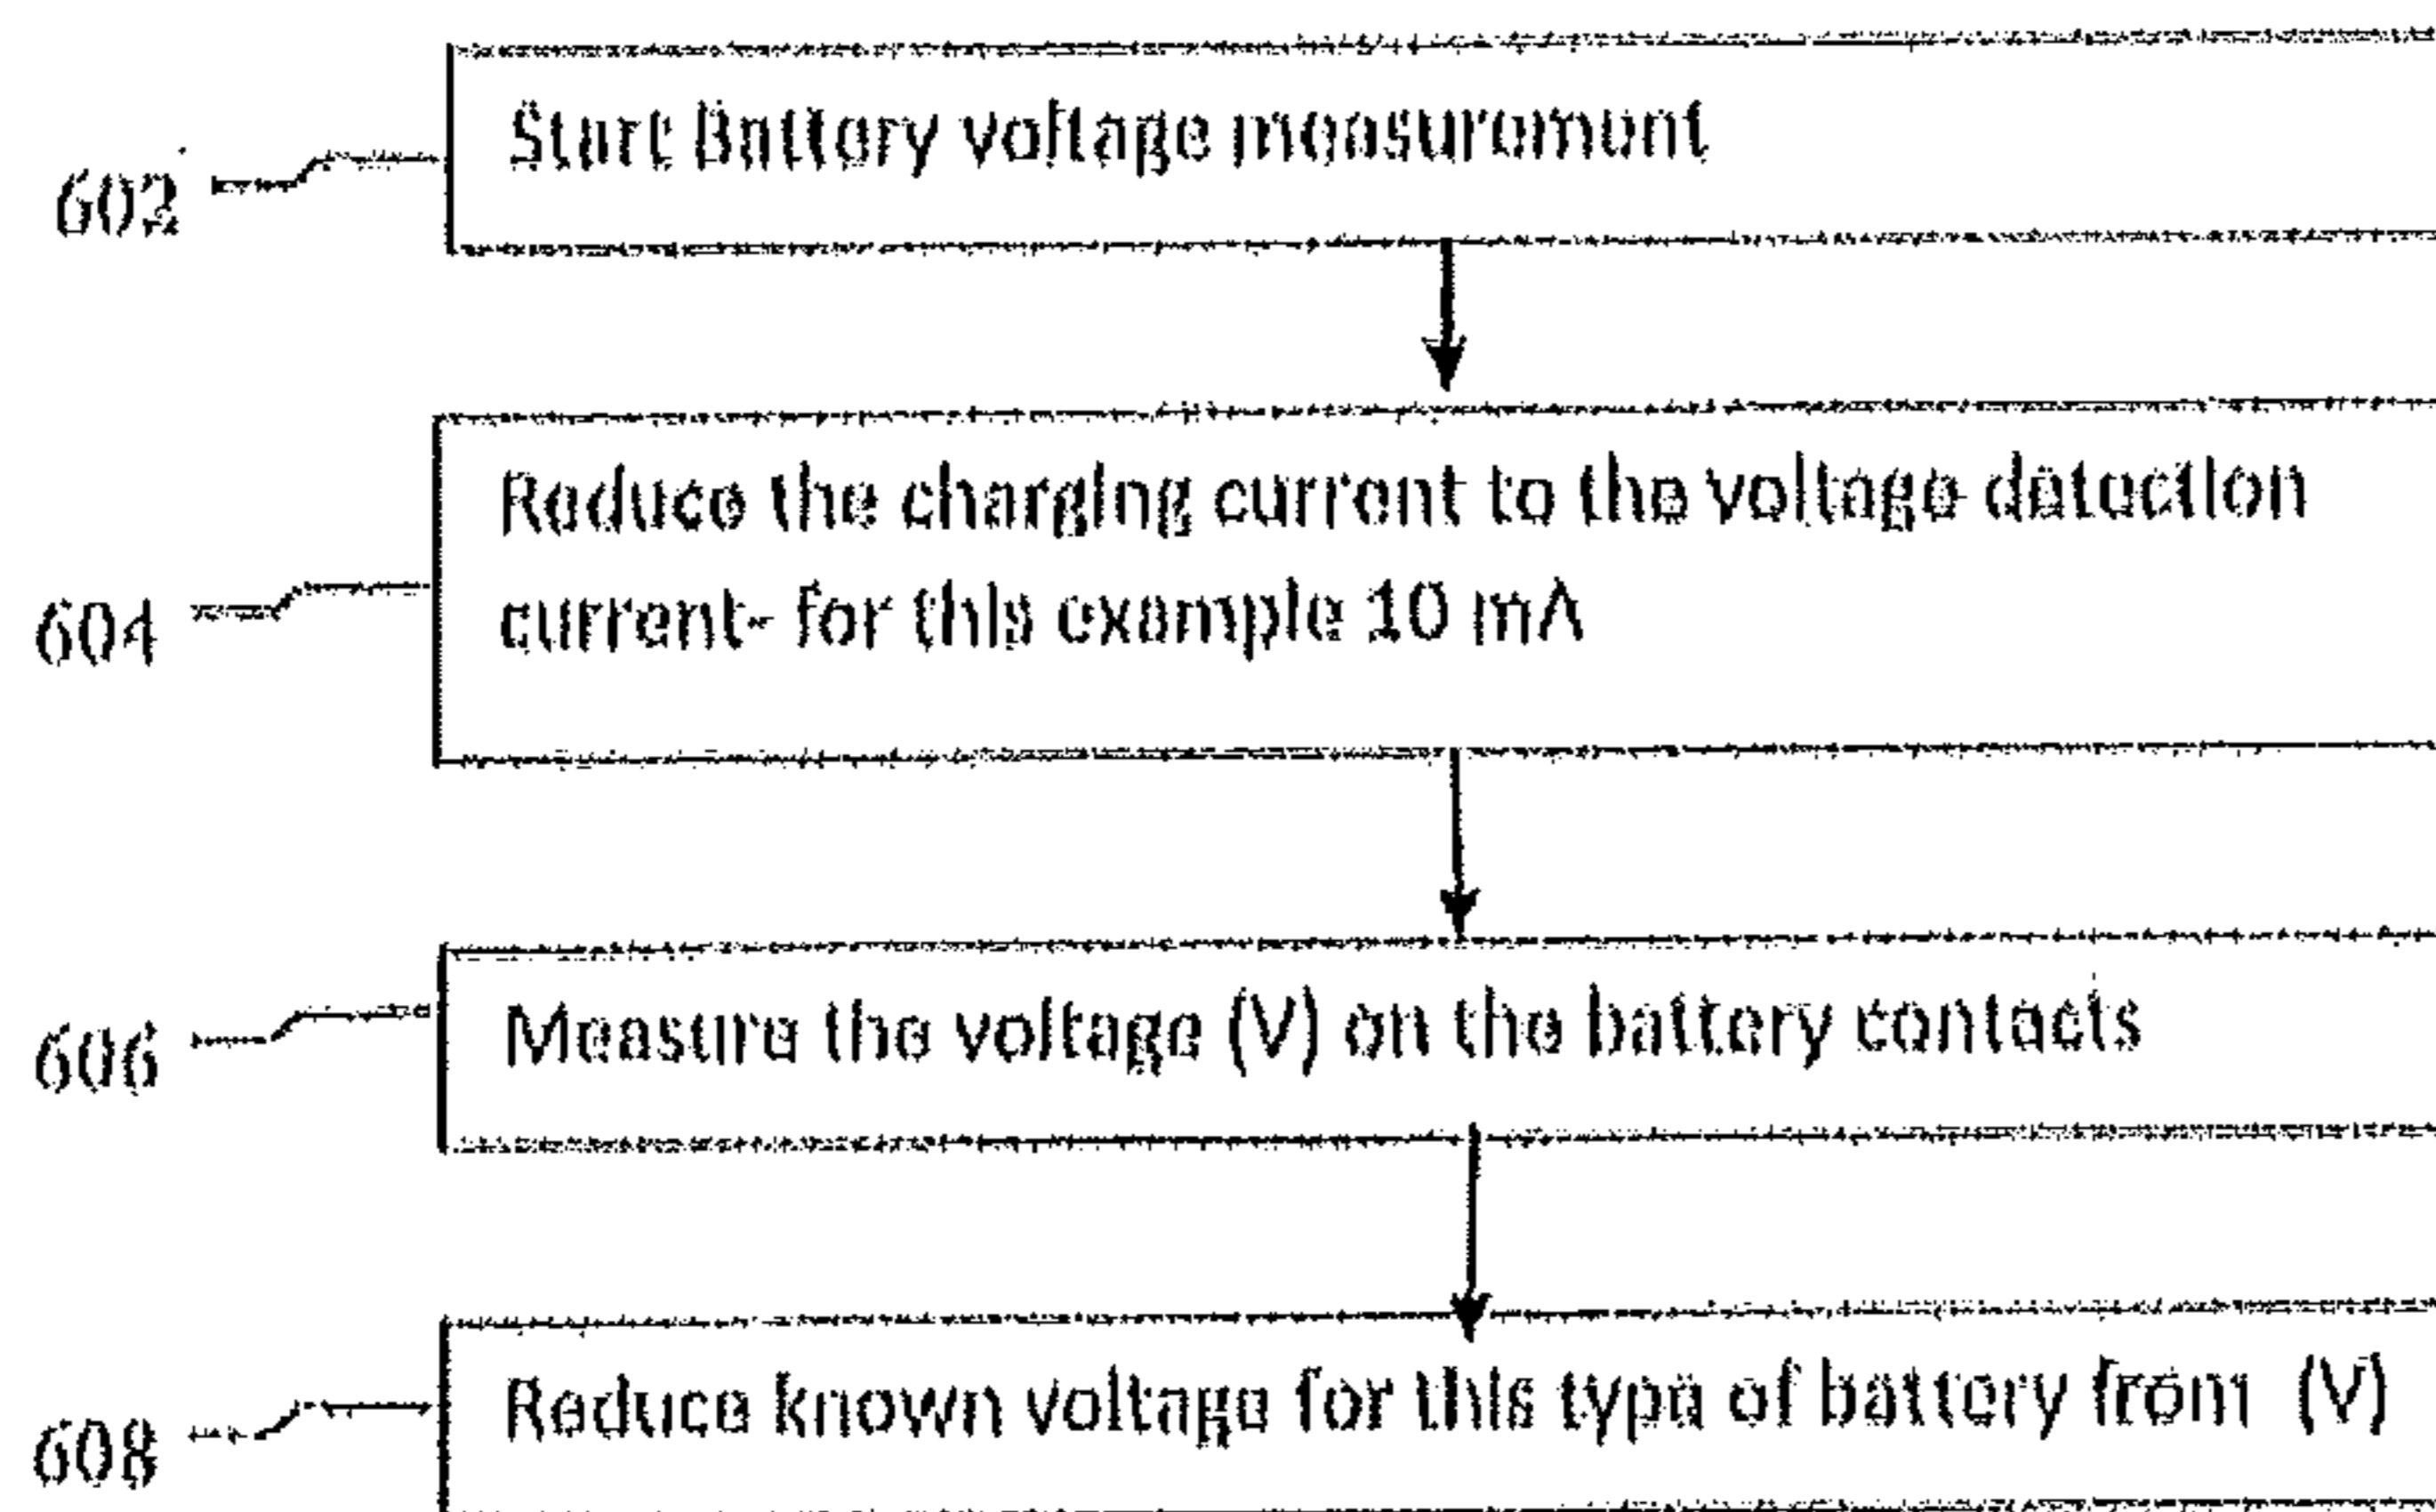 602
Start Battery voltage measurement
604
Reduce the charging current to the voltage detection
current- for this example 10 mA
606
Measure the voltage (V) on the battery contacts
608
Reduce known voltage for this type of battery from (V)